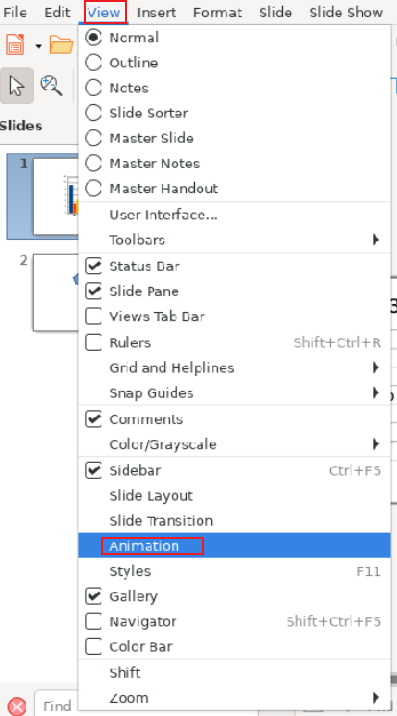 File Edit View Insert Format Slide Slide Show
Normal
Outline
Notes
Slide Sorter
Master Slide
Master Notes
Master Handout
Slides
1
2
User Interface...
Toolbars
Status Bar
Slide Pane
Views Tab Bar
Rulers Shift+Ctrl+R
Grid and Helplines
Snap Guides
Comments
Color/Grayscale
Sidebar Ctrl+F5
Slide Layout
Slide Transition
Animation
Styles F11
Gallery
Navigator Shift+Ctrl+F5
Color Bar
Shift
Zoom
Find